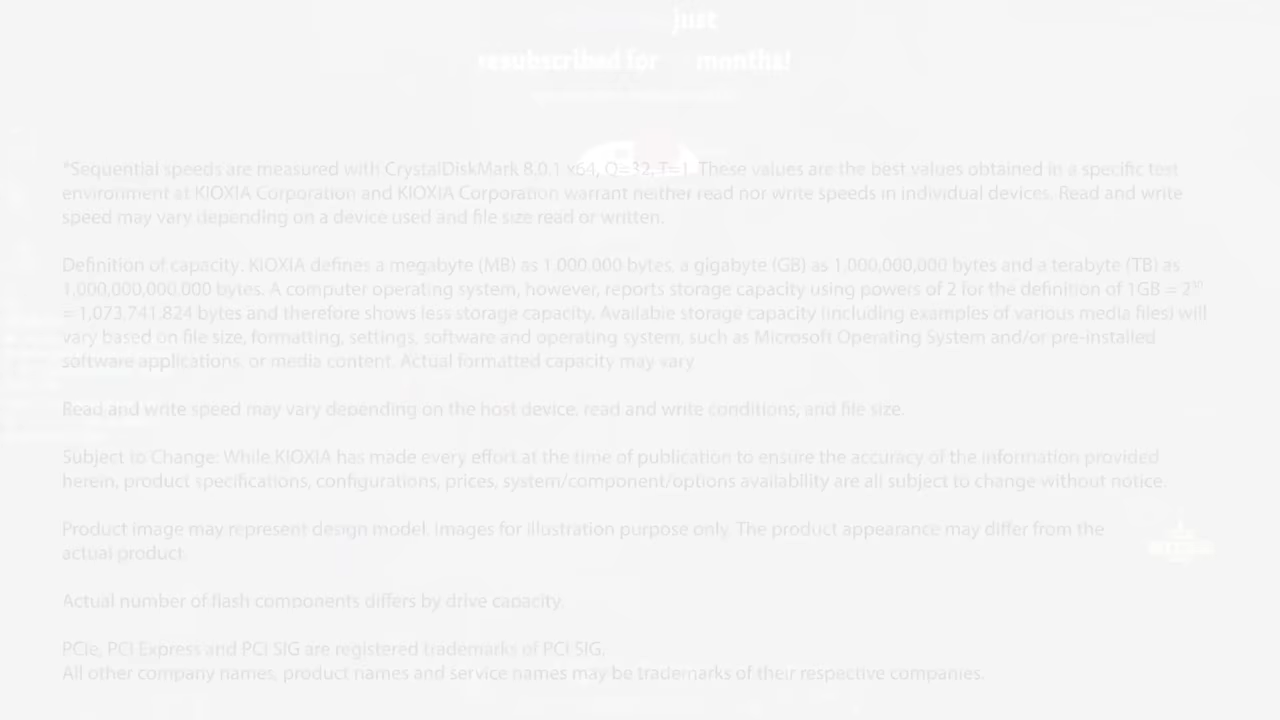 just
resubscribed for months!
*Sequential speeds are measured with CrystalDiskMark 8.0.1 x64, Q=32, T=1. These values are the best values obtained in a specific test
environment at KIOXIA Corporation and KIOXIA Corporation warrant neither read nor write speeds in individual devices. Read and write
speed may vary depending on a device used and file size read or written.
Definition of capacity. KIOXIA defines a megabyte (MB) as 1.000.000 bytes, a gigabyte (GB) as 1,000,000,000 bytes and a terabyte (TB) as
1,000,000,000.000 bytes. A computer operating system, however, reports storage capacity using powers of 2 for the definition of 1GB = 2³⁰
= 1,073.741.824 bytes and therefore shows less storage capacity. Available storage capacity (including examples of various media files) will
vary based on file size, formatting, settings, software and operating system, such as Microsoft Operating System and/or pre-installed
software applications, or media content. Actual formatted capacity may vary
Read and write speed may vary depending on the host device, read and write conditions, and file size.
Subject to Change: While KIOXIA has made every effort at the time of publication to ensure the accuracy of the information provided
herein, product specifications, configurations, prices, system/component/options availability are all subject to change without notice.
Product image may represent design model. Images for illustration purpose only. The product appearance may differ from the
actual product
Actual number of flash components differs by drive capacity.
PCIe, PCI Express and PCI SIG are registered trademarks of PCI SIG.
All other company names, product names and service names may be trademarks of their respective companies.